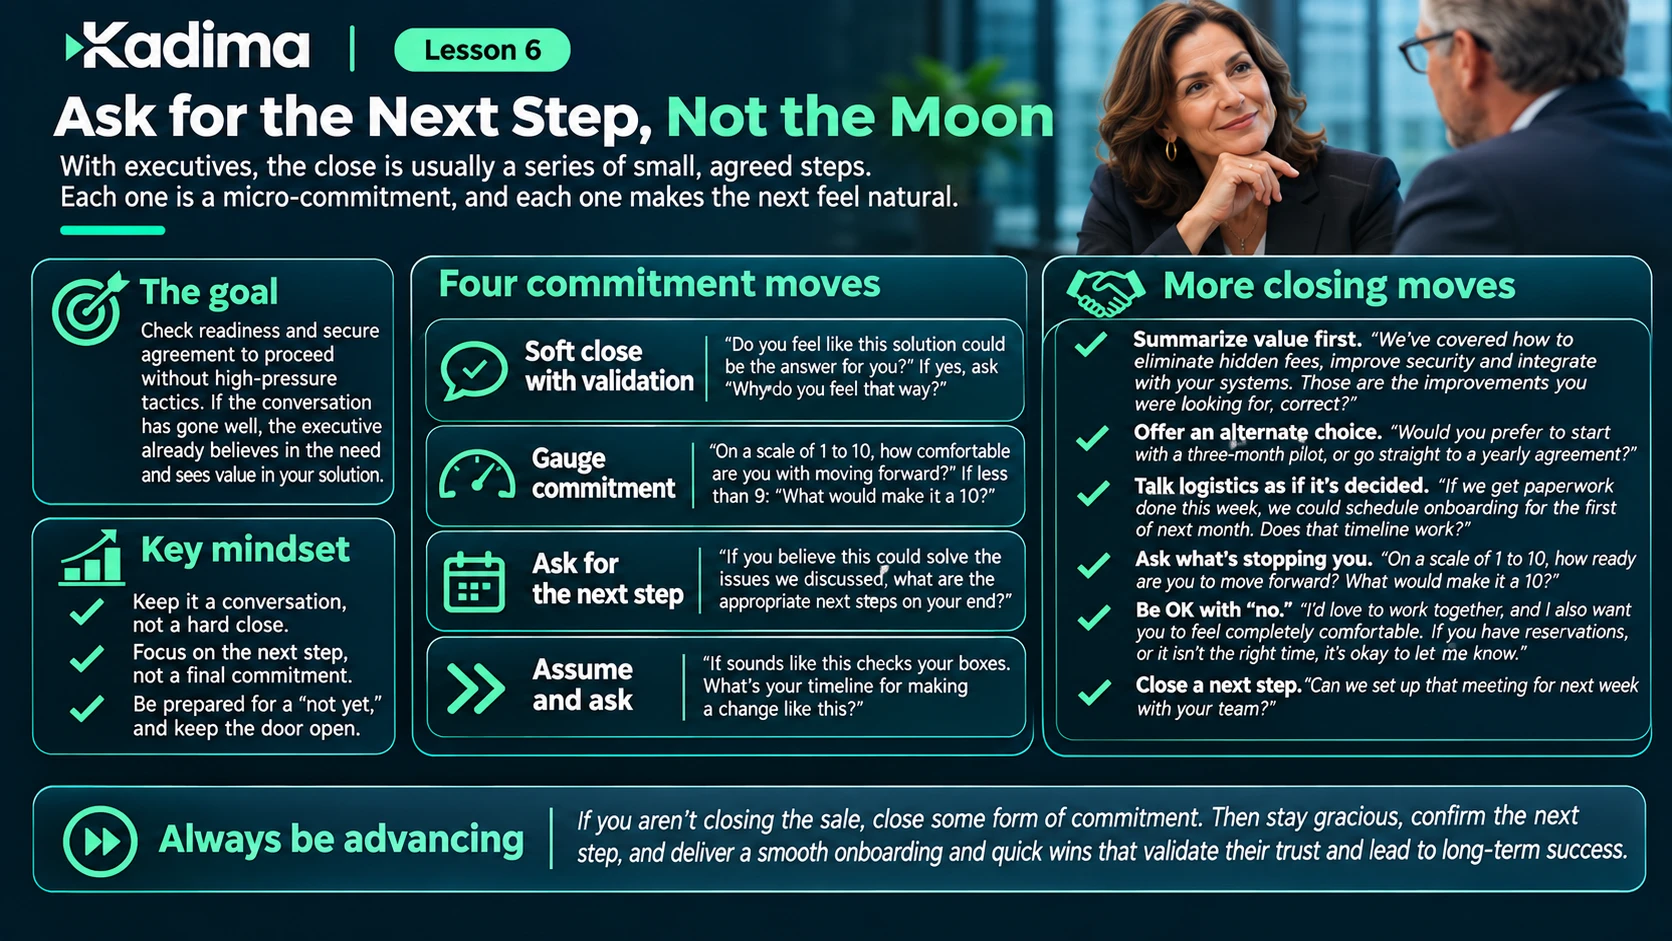 Kadima
Lesson 6
Ask for the Next Step, Not the Moon
With executives, the close is usually a series of small, agreed steps.
Each one is a micro-commitment, and each one makes the next feel natural.
The goal
Check readiness and secure
agreement to proceed
without high-pressure
tactics. If the conversation
has gone well, the executive
already believes in the need
and sees value in your solution.
Key mindset
Keep it a conversation,
not a hard close.
Focus on the next step,
not a final commitment.
Be prepared for a “not yet,”
and keep the door open.
Four commitment moves
Soft close
with validation
“Do you feel like this solution could
be the answer for you?” If yes, ask
“Why do you feel that way?”
Gauge
commitment
“On a scale of 1 to 10, how comfortable
are you with moving forward?” If less
than 9: “What would make it a 10?”
Ask for
the next step
“If you believe this could solve the
issues we discussed, what are the
appropriate next steps on your end?”
Assume
and ask
“If sounds like this checks your boxes.
What’s your timeline for making
a change like this?”
More closing moves
Summarize value first. “We’ve covered how to
eliminate hidden fees, improve security and integrate
with your systems. Those are the improvements you
were looking for, correct?”
Offer an alternate choice. “Would you prefer to start
with a three-month pilot, or go straight to a yearly agreement?”
Talk logistics as if it’s decided. “If we get paperwork
done this week, we could schedule onboarding for the first
of next month. Does that timeline work?”
Ask what’s stopping you. “On a scale of 1 to 10, how ready
are you to move forward? What would make it a 10?”
Be OK with “no.” “I’d love to work together, and I also want
you to feel completely comfortable. If you have reservations,
or it isn’t the right time, it’s okay to let me know.”
Close a next step. “Can we set up that meeting for next week
with your team?”
Always be advancing
If you aren’t closing the sale, close some form of commitment. Then stay gracious, confirm the next
step, and deliver a smooth onboarding and quick wins that validate their trust and lead to long-term success.